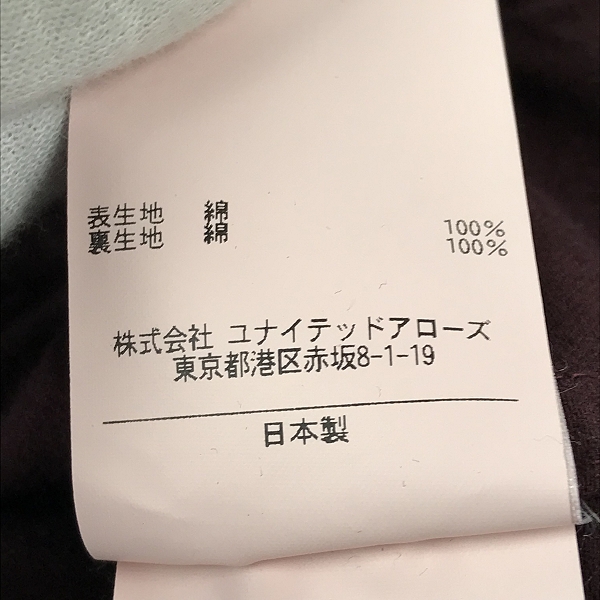 表生地 綿 100%
裏生地 綿 100%
株式会社 ユナイテッドアローズ
東京都港区赤坂8-1-19
日本製